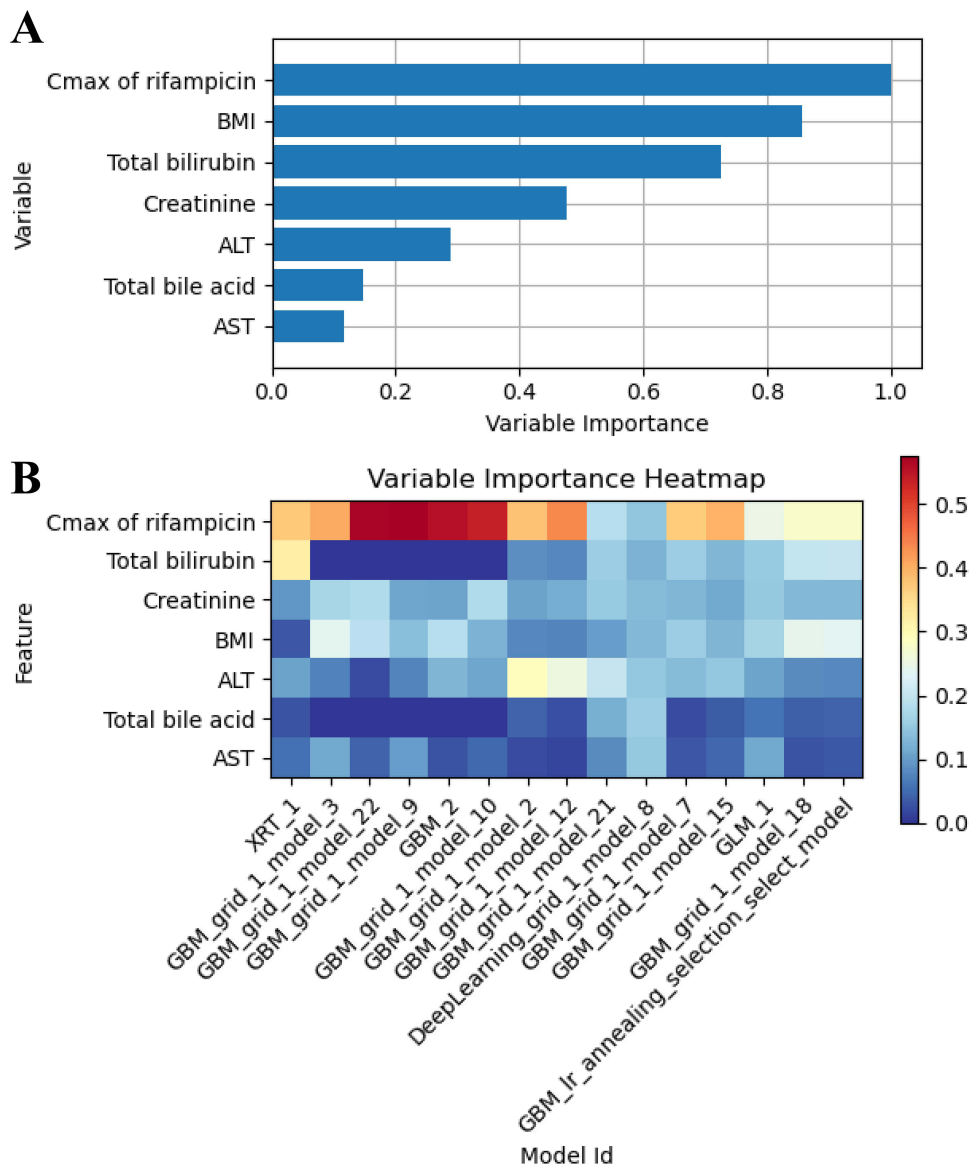 A
Variable
Cmax of rifampicin
BMI
Total bilirubin
Creatinine
ALT
Total bile acid
AST
0.0 0.2 0.4 0.6 0.8 1.0
Variable Importance
B
Variable Importance Heatmap
Feature
Cmax of rifampicin
Total bilirubin
Creatinine
BMI
ALT
Total bile acid
AST
0.5
0.4
0.3
0.2
0.1
0.0
XRT_1
GBM_grid_1_model_3
GBM_grid_1_model_22
GBM_grid_1_model_9
GBM_2
GBM_grid_1_model_10
GBM_grid_1_model_2
GBM_grid_1_model_12
GBM_grid_1_model_21
DeepLearning_grid_1_model_8
GBM_grid_1_model_7
GBM_grid_1_model_15
GLM_1
GBM_grid_1_model_18
GBM_lr_annealing_selection_select_model
Model Id